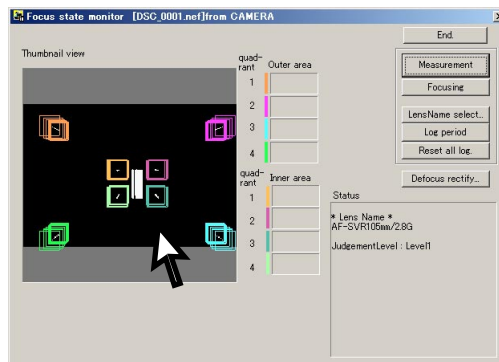 Focus state monitor [DSC_0001.nef]from CAMERA
End.
Thumbnail view
quad-
rant Outer area
1
2
3
4
quad-
rant Inner area
1
2
3
4
Measurement
Focusing
LensName select..
Log period
Reset all log.
Defocus rectify...
Status
* Lens Name *
AF-SVR105mm/2.8G
JudgementLevel : Level1